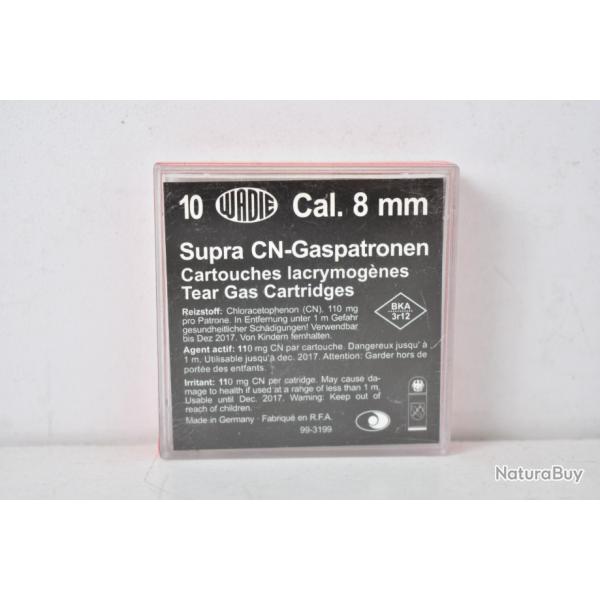 10 WADIE Cal. 8 mm
Supra CN-Gaspatronen
Cartouches lacrymogènes
Tear Gas Cartridges
Reizstoff: Chloracetophenon (CN), 110 mg
pro Patrone. In Entfernung unter 1 m Gefahr
gesundheitlicher Schädigungen! Verwendbar
bis Dez 2017. Von Kindern fernhalten.
BKA
3r12
Agent actif: 110 mg CN par cartouche. Dangereux jusqu' à
1 m. Utilisable jusqu'à dec. 2017. Attention: Garder hors de
portée des entfants.
Irritant: 110 mg CN per catridge. May cause da-
mage to health if used at a range of less than 1 m.
Usable until Dec. 2017. Warning: Keep out of
reach of children.
Made in Germany · Fabriqué en R.F.A.
99-3199
NaturaBuy